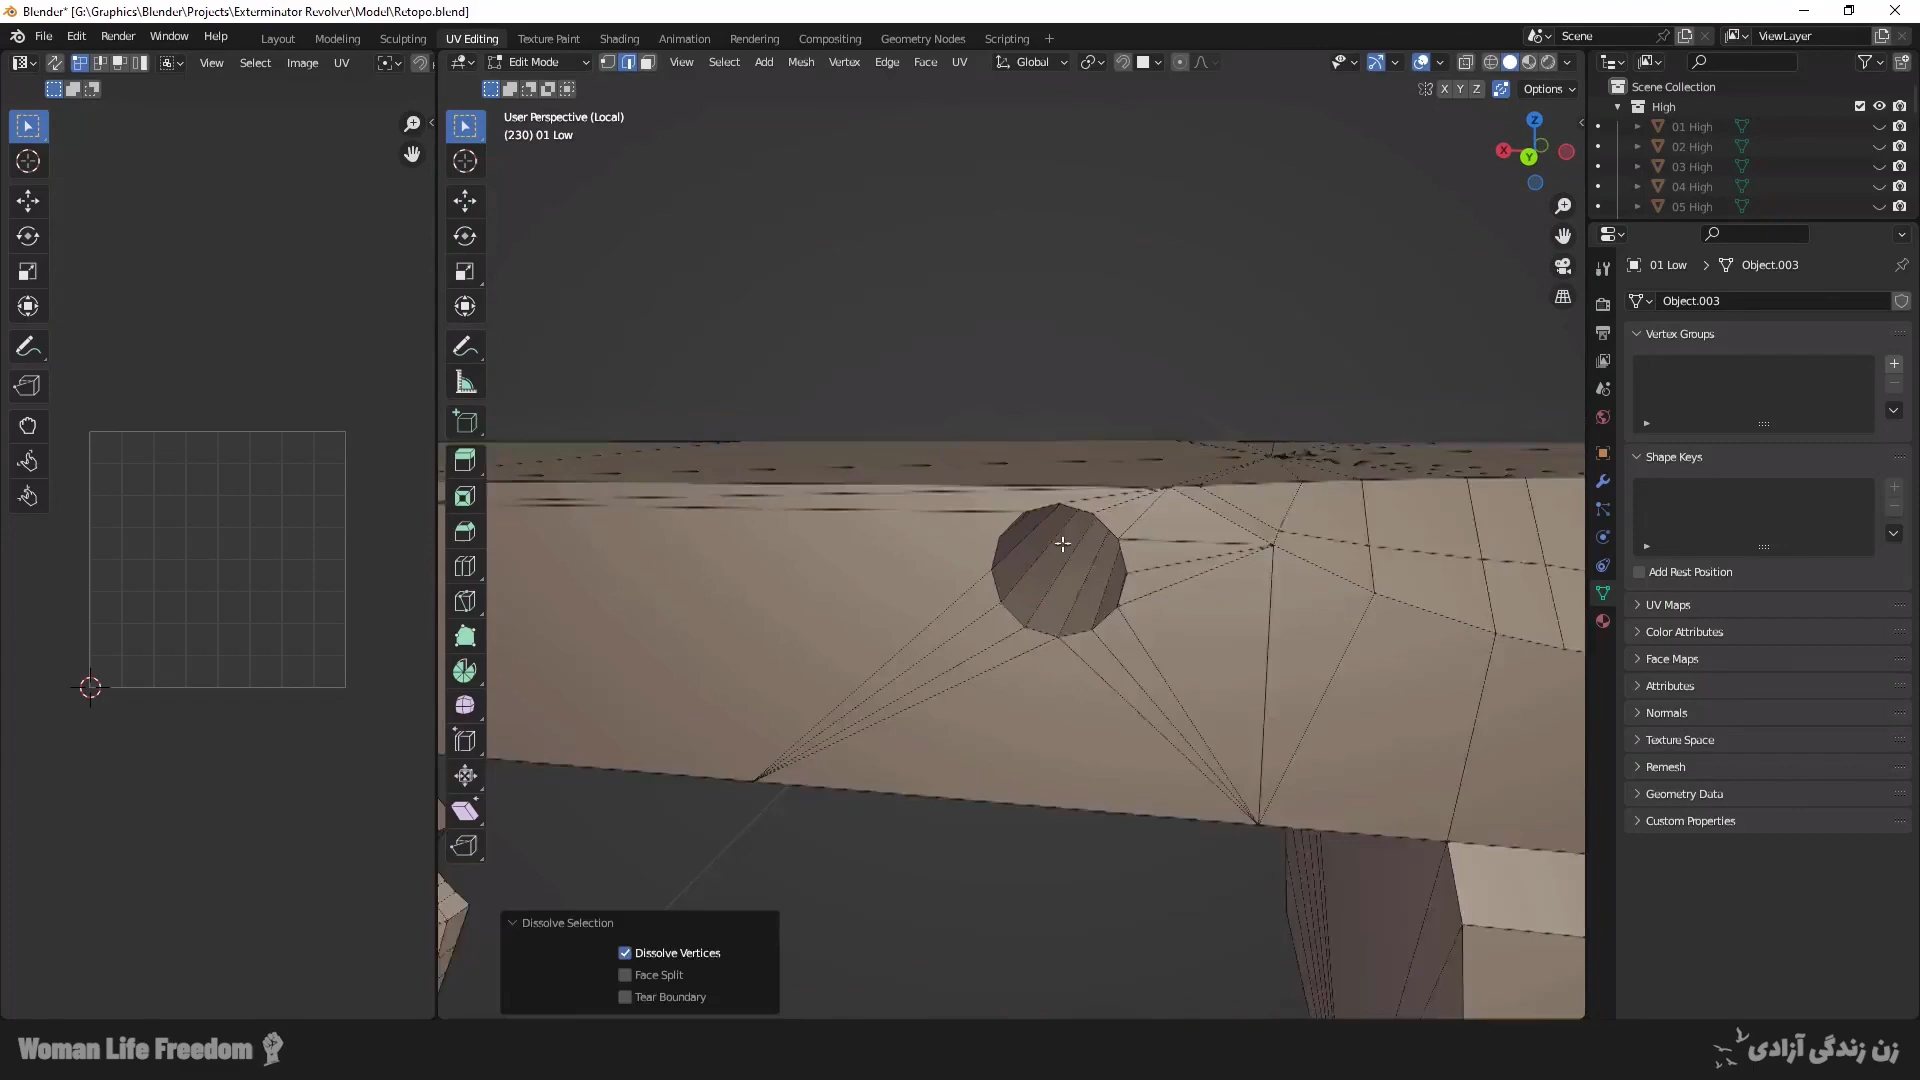 Blender* [G:\Graphics\Blender\Projects\Exterminator Revolver\Model\Retopo.blend]
File Edit Render Window Help
Layout Modeling Sculpting UV Editing Texture Paint Shading Animation Rendering Compositing Geometry Nodes Scripting +
Scene
ViewLayer
View Select Image UV
Edit Mode
View Select Add Mesh Vertex Edge Face UV
Global
X Y Z
Options
User Perspective (Local)
(230) 01 Low
Z
X
Y
Scene Collection
High
01 High
02 High
03 High
04 High
05 High
01 Low > Object.003
Object.003
Vertex Groups
Shape Keys
Add Rest Position
UV Maps
Color Attributes
Face Maps
Attributes
Normals
Texture Space
Remesh
Geometry Data
Custom Properties
Dissolve Selection
Dissolve Vertices
Face Split
Tear Boundary
Woman Life Freedom
زن زندگی آزادی